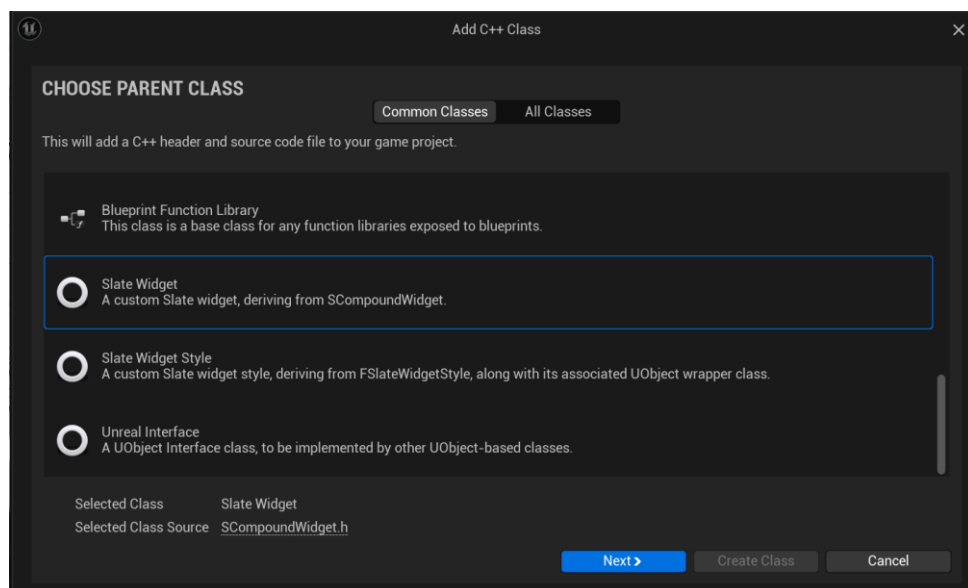 Add C++ Class
CHOOSE PARENT CLASS
Common Classes
All Classes
This will add a C++ header and source code file to your game project.
Blueprint Function Library
This class is a base class for any function libraries exposed to blueprints.
Slate Widget
A custom Slate widget, deriving from SCompoundWidget.
Slate Widget Style
A custom Slate widget style, deriving from FSlateWidgetStyle, along with its associated UObject wrapper class.
Unreal Interface
A UObject Interface class, to be implemented by other UObject-based classes.
Selected Class Slate Widget
Selected Class Source SCompoundWidget.h
Next
Create Class
Cancel